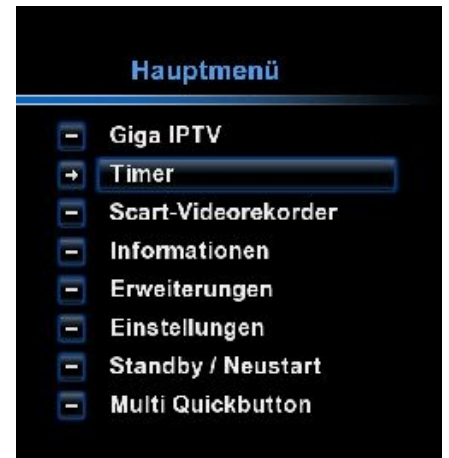 Hauptmenü
Giga IPTV
Timer
Scart-Videorekorder
Informationen
Erweiterungen
Einstellungen
Standby / Neustart
Multi Quickbutton